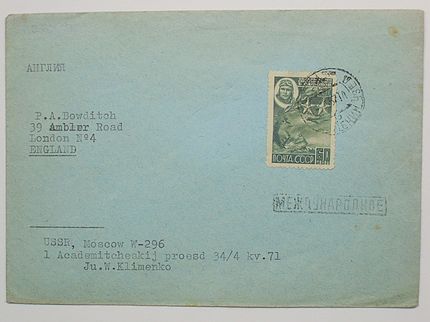 АНГЛИЯ
P.A.Bowditch
39 Ambler Road
London No4
ENGLAND
ПОЧТА СССР
МЕЖДУНАРОДНОЕ
USSR, Moscow W-296
1 Academitcheskij proesd 34/4 kv.71
Ju.W.Klimenko